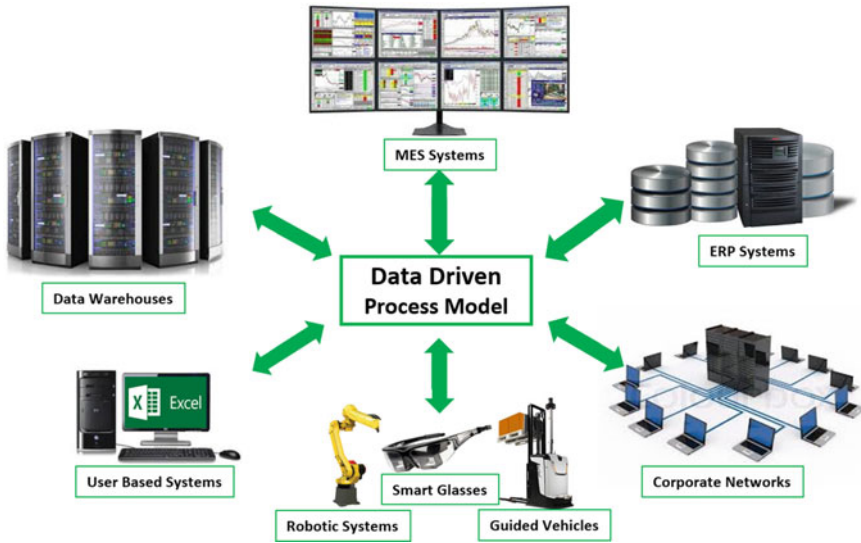 MES Systems
Data Warehouses
ERP Systems
Data Driven
Process Model
Excel
User Based Systems
Robotic Systems
Smart Glasses
Guided Vehicles
Corporate Networks